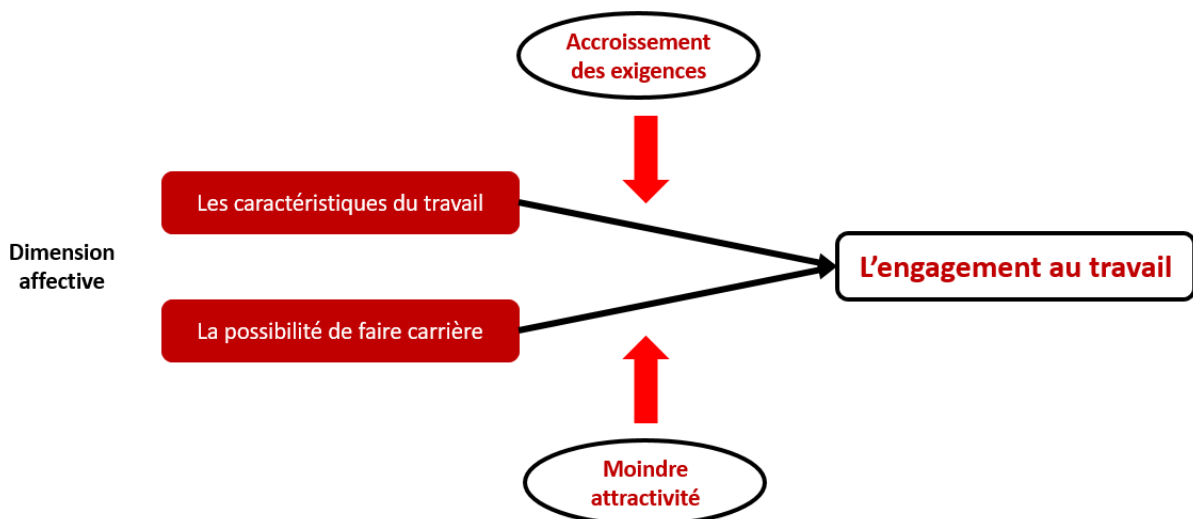 Accroissement
des exigences
Les caractéristiques du travail
Dimension
affective
L'engagement au travail
La possibilité de faire carrière
Moindre
attractivité